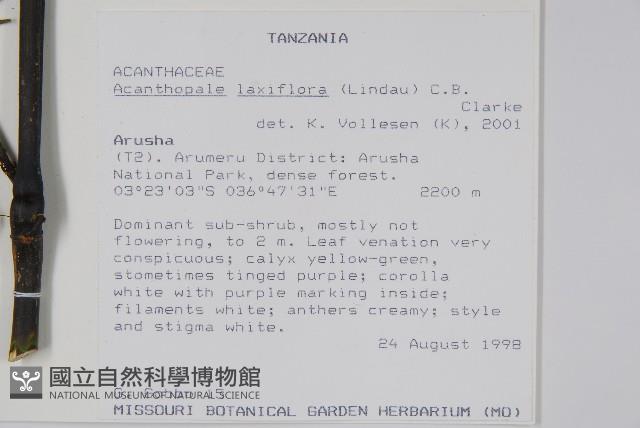 TANZANIA
ACANTHACEAE
Acanthopale laxiflora (Lindau) C.B.
Clarke
det. K. Vollesen (K), 2001
Arusha
(T2). Arumeru District: Arusha
National Park, dense forest.
03°23'03"S 036°47'31"E 2200 m
Dominant sub-shrub, mostly not
flowering, to 2 m. Leaf venation very
conspicuous; calyx yellow-green,
stometimes tinged purple; corolla
white with purple marking inside;
filaments white; anthers creamy; style
and stigma white.
24 August 1998
國立自然科學博物館
NATIONAL MUSEUM OF NATURAL SCIENCE
MISSOURI BOTANICAL GARDEN HERBARIUM (MO)